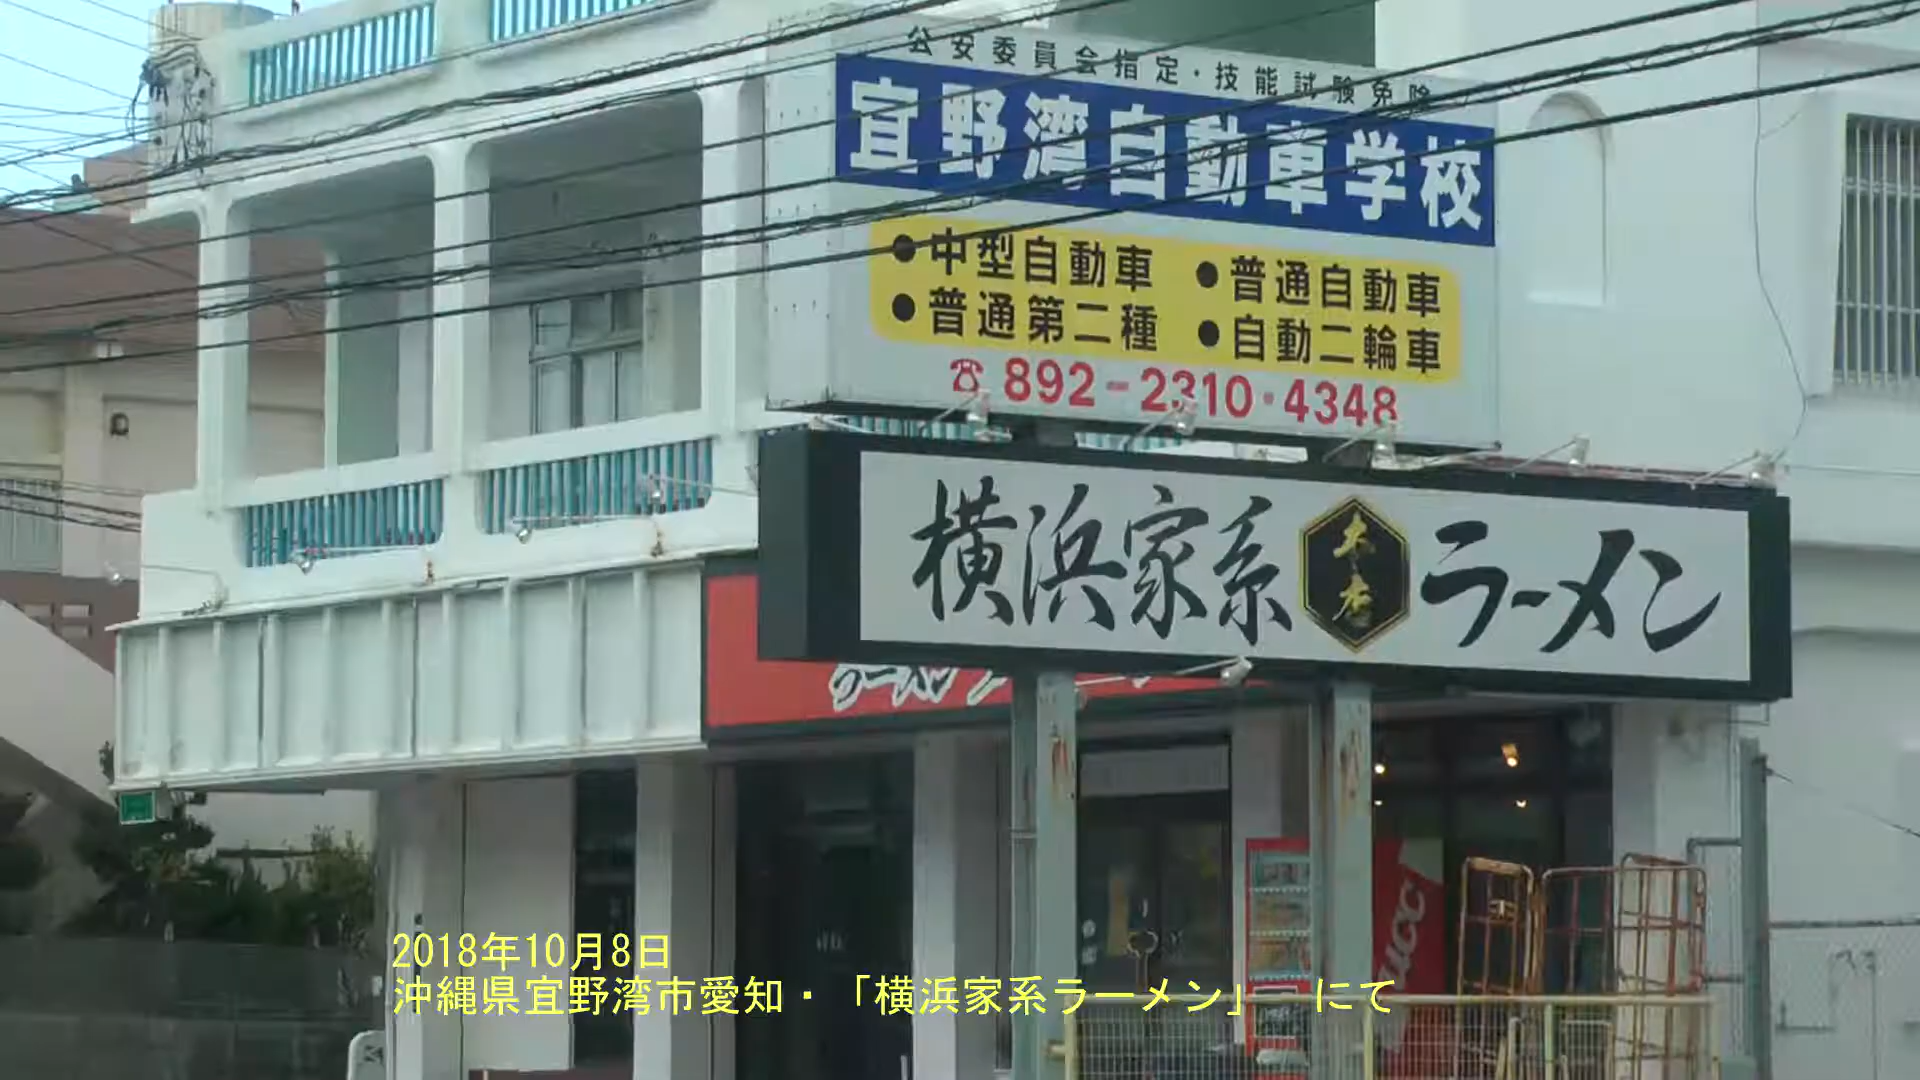 公安委員会指定・技能試験免除
宜野湾自動車学校
●中型自動車 ●普通自動車
●普通第二種 ●自動二輪車
☎892-2310・4348
横浜家系 本店 ラーメン
ucc
2018年10月8日
沖縄県宜野湾市愛知・「横浜家系ラーメン」 にて